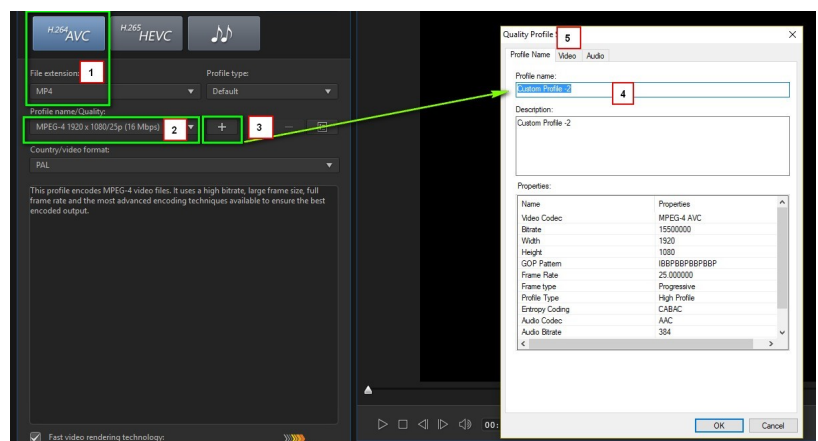 H.264 AVC
H.265 HEVC
File extension: 1
Profile type:
MP4
Default
Profile name/Quality:
MPEG-4 1920 x 1080/25p (16 Mbps) 2
+ 3
Country/video format:
PAL
This profile encodes MPEG-4 video files. It uses a high bitrate, large frame size, full
frame rate and the most advanced encoding techniques available to ensure the best
encoded output.
Fast video rendering technology:
00:
Quality Profile 5
Profile Name Video Audio
Profile name:
Custom Profile -2 4
Description:
Custom Profile -2
Properties:
Name Properties
Video Codec MPEG-4 AVC
Bitrate 15500000
Width 1920
Height 1080
GOP Pattern IBBPBBPBBPBBP
Frame Rate 25.000000
Frame type Progressive
Profile Type High Profile
Entropy Coding CABAC
Audio Codec AAC
Audio Bitrate 384
OK Cancel